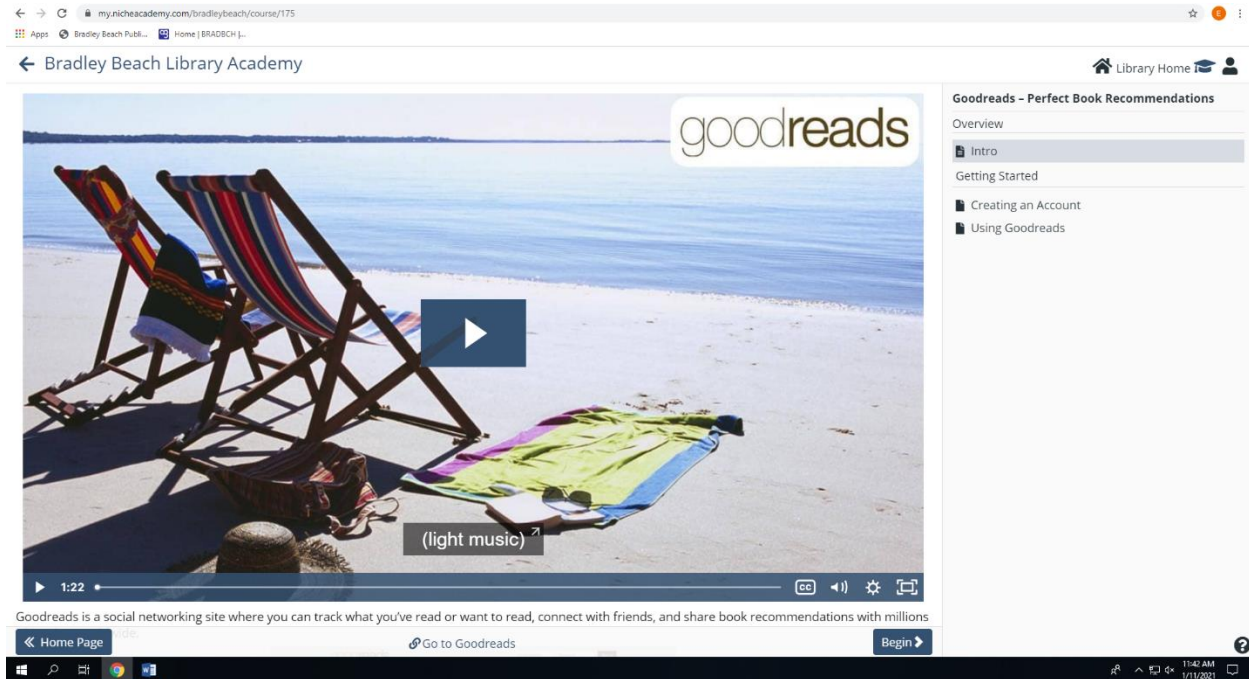 my.nicheacademy.com/bradleybeach/course/175
E
Apps Bradley Beach Publi... Home | BRADBCH |...
Bradley Beach Library Academy
Library Home
goodreads
(light music)
1:22
CC
Goodreads is a social networking site where you can track what you've read or want to read, connect with friends, and share book recommendations with millions
wide.
Home Page
Go to Goodreads
Begin
?
Goodreads – Perfect Book Recommendations
Overview
Intro
Getting Started
Creating an Account
Using Goodreads
11:42 AM
1/11/2021